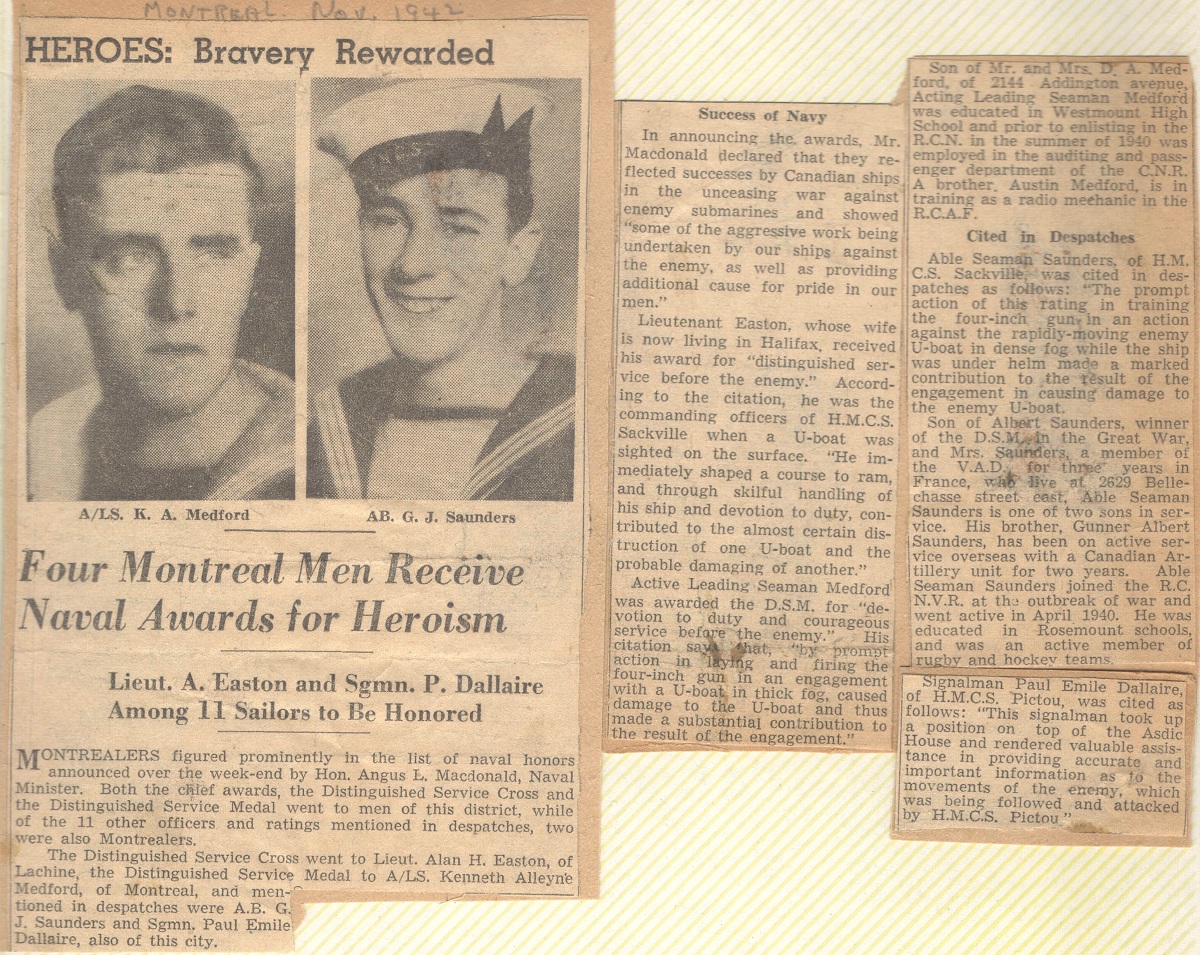 MONTREAL. NOV. 1942
HEROES: Bravery Rewarded
A/LS. K. A. Medford
AB. G. J. Saunders
Four Montreal Men Receive
Naval Awards for Heroism
Lieut. A. Easton and Sgmn. P. Dallaire
Among 11 Sailors to Be Honored
MONTREALERS figured prominently in the list of naval honors
announced over the week-end by Hon. Angus L. Macdonald, Naval
Minister. Both the chief awards, the Distinguished Service Cross and
the Distinguished Service Medal went to men of this district, while
of the 11 other officers and ratings mentioned in despatches, two
were also Montrealers.
The Distinguished Service Cross went to Lieut. Alan H. Easton, of
Lachine, the Distinguished Service Medal to A/LS. Kenneth Alleyne
Medford, of Montreal, and men-
tioned in despatches were A.B. G.
J. Saunders and Sgmn. Paul Emile
Dallaire, also of this city.
Success of Navy
In announcing the awards, Mr.
Macdonald declared that they re-
flected successes by Canadian ships
in the unceasing war against
enemy submarines and showed
"some of the aggressive work being
undertaken by our ships against
the enemy, as well as providing
additional cause for pride in our
men."
Lieutenant Easton, whose wife
is now living in Halifax, received
his award for "distinguished ser-
vice before the enemy." Accord-
ing to the citation, he was the
commanding officers of H.M.C.S.
Sackville when a U-boat was
sighted on the surface. "He im-
mediately shaped a course to ram,
and through skilful handling of
his ship and devotion to duty, con-
tributed to the almost certain dis-
truction of one U-boat and the
probable damaging of another."
Active Leading Seaman Medford
was awarded the D.S.M. for "de-
votion to duty and courageous
service before the enemy." His
citation says that, "by prompt
action in laying and firing the
four-inch gun in an engagement
with a U-boat in thick fog, caused
damage to the U-boat and thus
made a substantial contribution to
the result of the engagement."
Son of Mr. and Mrs. D. A. Med-
ford, of 2144 Addington avenue,
Acting Leading Seaman Medford
was educated in Westmount High
School and prior to enlisting in the
R.C.N. in the summer of 1940 was
employed in the auditing and pass-
enger department of the C.N.R.
A brother, Austin Medford, is in
training as a radio mechanic in the
R.C.A.F.
Cited in Despatches
Able Seaman Saunders, of H.M.
C.S. Sackville, was cited in des-
patches as follows: "The prompt
action of this rating in training
the four-inch gun in an action
against the rapidly-moving enemy
U-boat in dense fog while the ship
was under helm made a marked
contribution to the result of the
engagement in causing damage to
the enemy U-boat.
Son of Albert Saunders, winner
of the D.S.M. in the Great War,
and Mrs. Saunders, a member of
the V.A.D. for three years in
France, who live at 2629 Belle-
chasse street east, Able Seaman
Saunders is one of two sons in ser-
vice. His brother, Gunner Albert
Saunders, has been on active ser-
vice overseas with a Canadian Ar-
tillery unit for two years. Able
Seaman Saunders joined the R.C.
N.V.R. at the outbreak of war and
went active in April 1940. He was
educated in Rosemount schools,
and was an active member of
rugby and hockey teams.
Signalman Paul Emile Dallaire,
of H.M.C.S. Pictou, was cited as
follows: "This signalman took up
a position on top of the Asdic
House and rendered valuable assis-
tance in providing accurate and
important information as to the
movements of the enemy, which
was being followed and attacked
by H.M.C.S. Pictou."